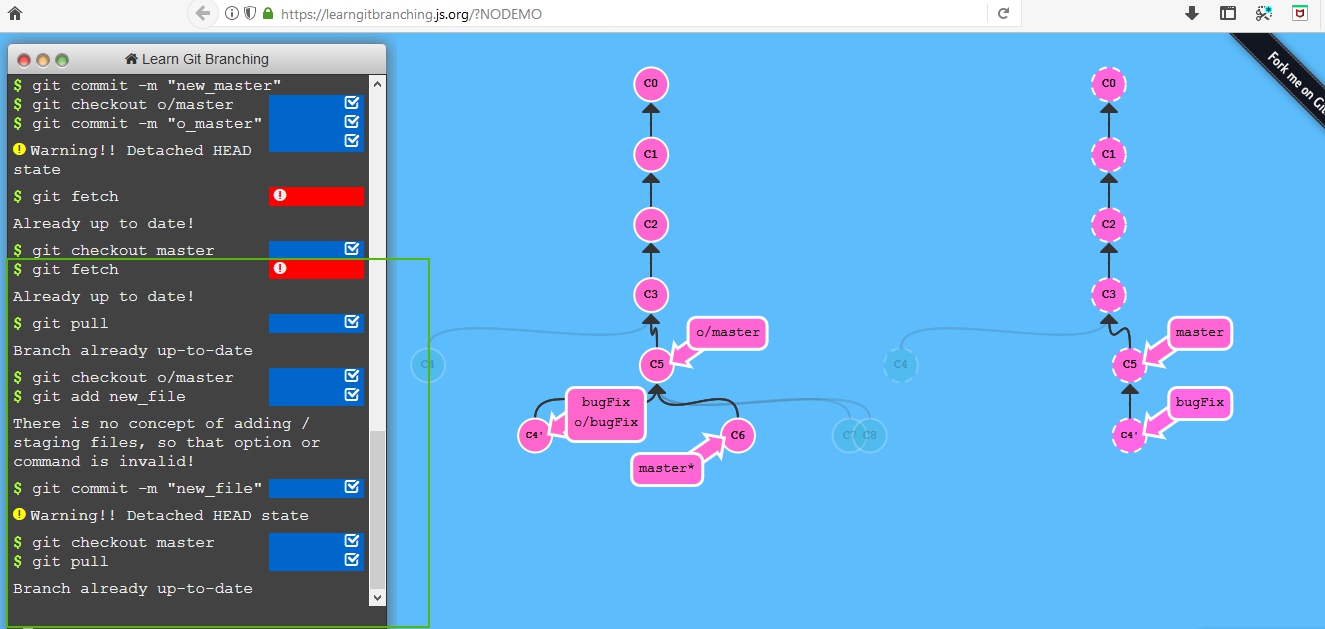 https://learngitbranching.js.org/?NODEMO
Learn Git Branching
$ git commit -m "new_master"
$ git checkout o/master
$ git commit -m "o_master"
Warning!! Detached HEAD
state
$ git fetch
Already up to date!
$ git checkout master
$ git fetch
Already up to date!
$ git pull
Branch already up-to-date
$ git checkout o/master
$ git add new_file
There is no concept of adding /
staging files, so that option or
command is invalid!
$ git commit -m "new_file"
Warning!! Detached HEAD state
$ git checkout master
$ git pull
Branch already up-to-date
C0
C1
C2
C3
o/master
C4
C5
bugFix
o/bugFix
C4'
C6
C7
C8
master*
C0
C1
C2
C3
master
C4
C5
bugFix
C4'
Fork me on